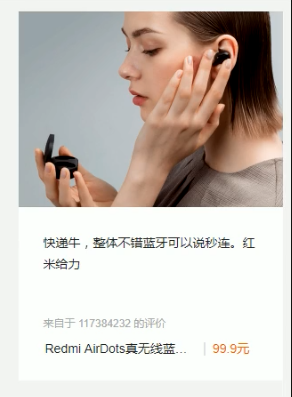 快递牛，整体不错蓝牙可以说秒连。红
米给力
来自于 117384232 的评价
Redmi AirDots真无线蓝... | 99.9元